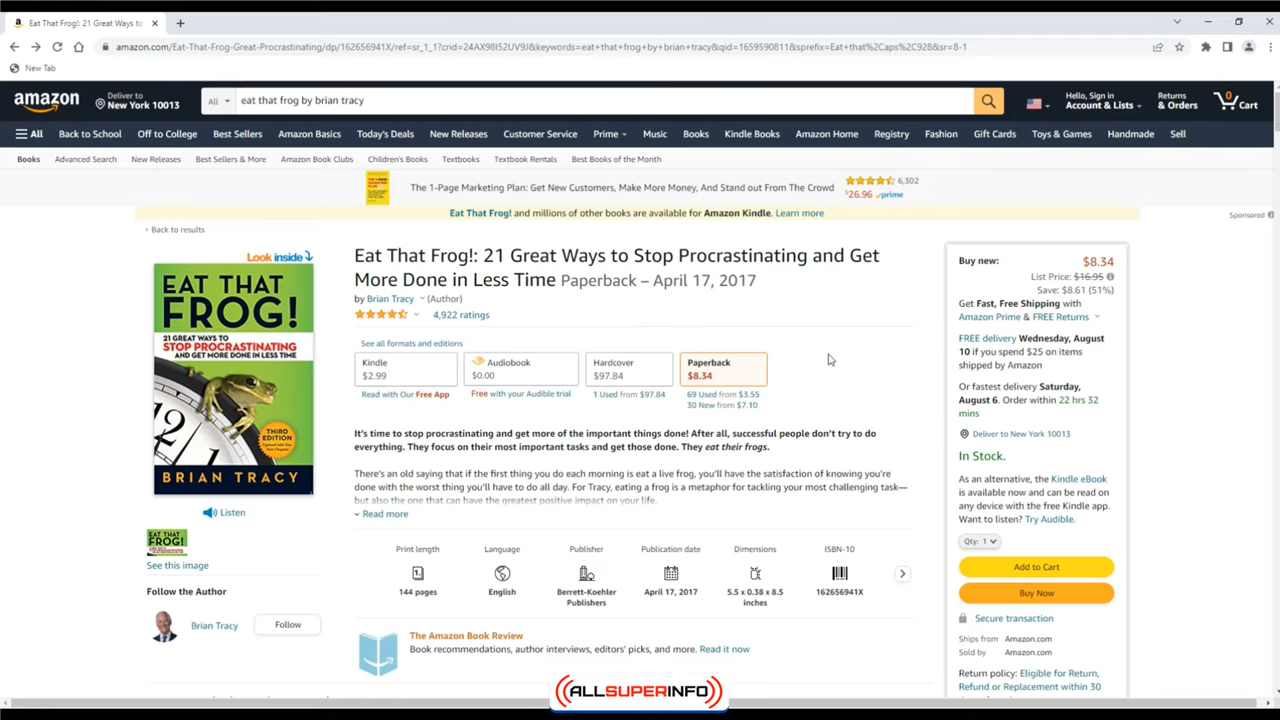 Eat That Frog!: 21 Great Ways to
amazon.com/Eat-That-Frog-Great-Procrastinating/dp/162656941X/ref=sr_1_1?crid=24AX98I52UV9J&keywords=eat+that+frog+by+brian+tracy&qid=1659590811&sprefix=Eat+th%2Caps%2C928&sr=8-1
New Tab
amazon
Deliver to
New York 10013
All
eat that frog by brian tracy
Hello, Sign in
Account & Lists
Returns
& Orders
0
Cart
All Back to School Off to College Best Sellers Amazon Basics Today's Deals New Releases Customer Service Prime Music Books Kindle Books Amazon Home Registry Fashion Gift Cards Toys & Games Handmade Sell
Books Advanced Search New Releases Best Sellers & More Amazon Book Clubs Children's Books Textbooks Textbook Rentals Best Books of the Month
The 1-Page Marketing Plan: Get New Customers, Make More Money, And Stand out From The Crowd
6,302
$26.96 prime
Eat That Frog! and millions of other books are available for Amazon Kindle. Learn more
Sponsored
‹ Back to results
Look inside
EAT THAT
FROG!
21 GREAT WAYS TO
STOP PROCRASTINATING
AND GET MORE DONE IN LESS TIME
THIRD
EDITION
BRIAN TRACY
Listen
EAT THAT
FROG!
See this image
Follow the Author
Brian Tracy
Follow
Eat That Frog!: 21 Great Ways to Stop Procrastinating and Get
More Done in Less Time Paperback – April 17, 2017
by Brian Tracy (Author)
4,922 ratings
See all formats and editions
Kindle
$2.99
Read with Our Free App
Audiobook
$0.00
Free with your Audible trial
Hardcover
$97.84
1 Used from $97.84
Paperback
$8.34
69 Used from $3.55
30 New from $7.10
It's time to stop procrastinating and get more of the important things done! After all, successful people don't try to do
everything. They focus on their most important tasks and get those done. They eat their frogs.
There's an old saying that if the first thing you do each morning is eat a live frog, you'll have the satisfaction of knowing you're
done with the worst thing you'll have to do all day. For Tracy, eating a frog is a metaphor for tackling your most challenging task—
but also the one that can have the greatest positive impact on your life.
Read more
Print length
144 pages
Language
English
Publisher
Berrett-Koehler
Publishers
Publication date
April 17, 2017
Dimensions
5.5 x 0.38 x 8.5
inches
ISBN-10
162656941X
The Amazon Book Review
Book recommendations, author interviews, editors' picks, and more. Read it now
Buy new: $8.34
List Price: $16.95
Save: $8.61 (51%)
Get Fast, Free Shipping with
Amazon Prime & FREE Returns
FREE delivery Wednesday, August
10 if you spend $25 on items
shipped by Amazon
Or fastest delivery Saturday,
August 6. Order within 22 hrs 32
mins
Deliver to New York 10013
In Stock.
As an alternative, the Kindle eBook
is available now and can be read on
any device with the free Kindle app.
Want to listen? Try Audible.
Qty: 1
Add to Cart
Buy Now
Secure transaction
Ships from Amazon.com
Sold by Amazon.com
Return policy: Eligible for Return,
Refund or Replacement within 30
ALLSUPERINFO